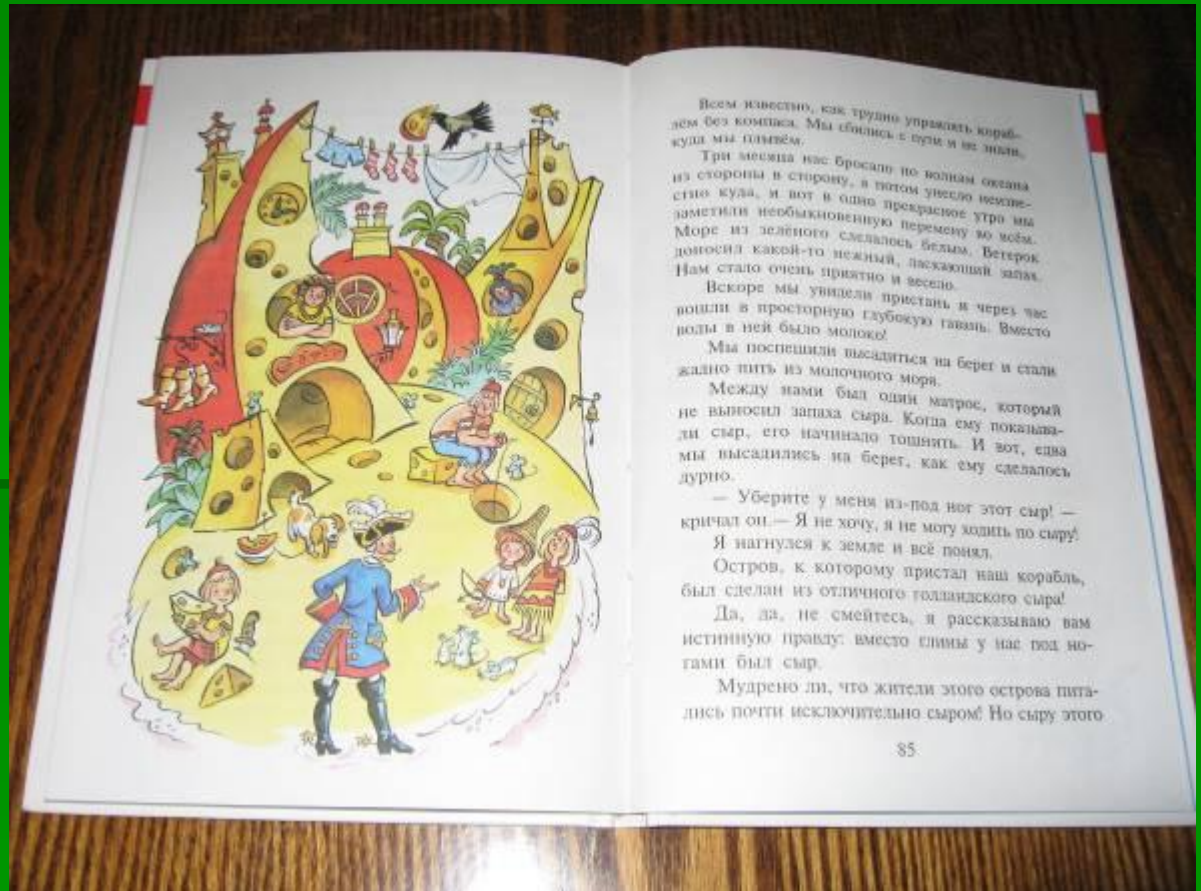 Всем известно, как трудно управлять кораб-
лём без компаса. Мы сбились с пути и не знали,
куда мы плывём.
Три месяца нас бросало по волнам океана
из стороны в сторону, а потом унесло неизве-
стно куда, и вот в одно прекрасное утро мы
заметили необыкновенную перемену во всём.
Море из зелёного сделалось белым. Ветерок
доносил какой-то нежный, ласкающий запах.
Нам стало очень приятно и весело.
Вскоре мы увидели пристань и через час
вошли в просторную глубокую гавань. Вместо
воды в ней было молоко!
Мы поспешили высадиться на берег и стали
жадно пить из молочного моря.
Между нами был один матрос, который
не выносил запаха сыра. Когда ему показыва-
ли сыр, его начинало тошнить. И вот, едва
мы высадились на берег, как ему сделалось
дурно.
— Уберите у меня из-под ног этот сыр! —
кричал он.— Я не хочу, я не могу ходить по сыру!
Я нагнулся к земле и всё понял.
Остров, к которому пристал наш корабль,
был сделан из отличного голландского сыра!
Да, да, не смейтесь, я рассказываю вам
истинную правду: вместо глины у нас под но-
гами был сыр.
Мудрено ли, что жители этого острова пита-
лись почти исключительно сыром! Но сыру этого
85